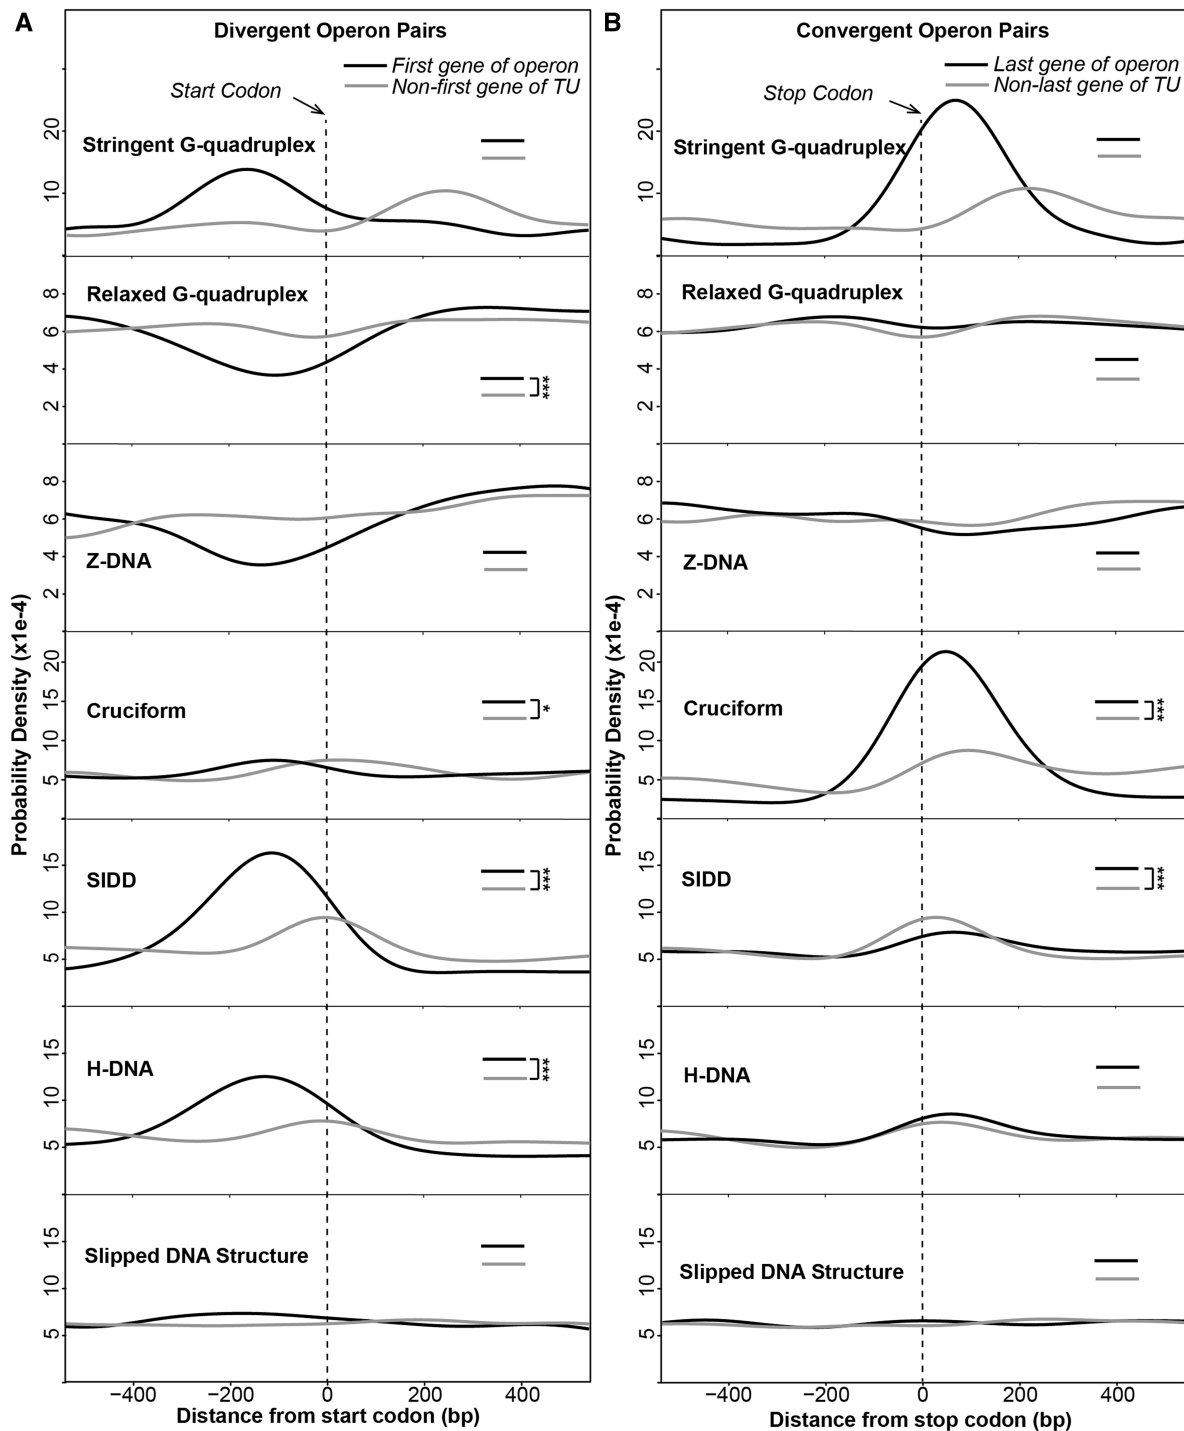 A
Divergent Operon Pairs
First gene of operon
Non-first gene of TU
Start Codon
Stringent G-quadruplex
20
10
Relaxed G-quadruplex
8
6
4
2
***
Z-DNA
8
6
4
2
Cruciform
20
15
10
5
*
SIDD
15
10
5
***
H-DNA
15
10
5
***
Slipped DNA Structure
15
10
5
Probability Density (x1e-4)
−400 −200 0 200 400
Distance from start codon (bp)
B
Convergent Operon Pairs
Last gene of operon
Non-last gene of TU
Stop Codon
Stringent G-quadruplex
20
10
Relaxed G-quadruplex
8
6
4
2
Z-DNA
8
6
4
2
Cruciform
20
15
10
5
***
SIDD
15
10
5
***
H-DNA
15
10
5
Slipped DNA Structure
15
10
5
Probability Density (x1e-4)
−400 −200 0 200 400
Distance from stop codon (bp)